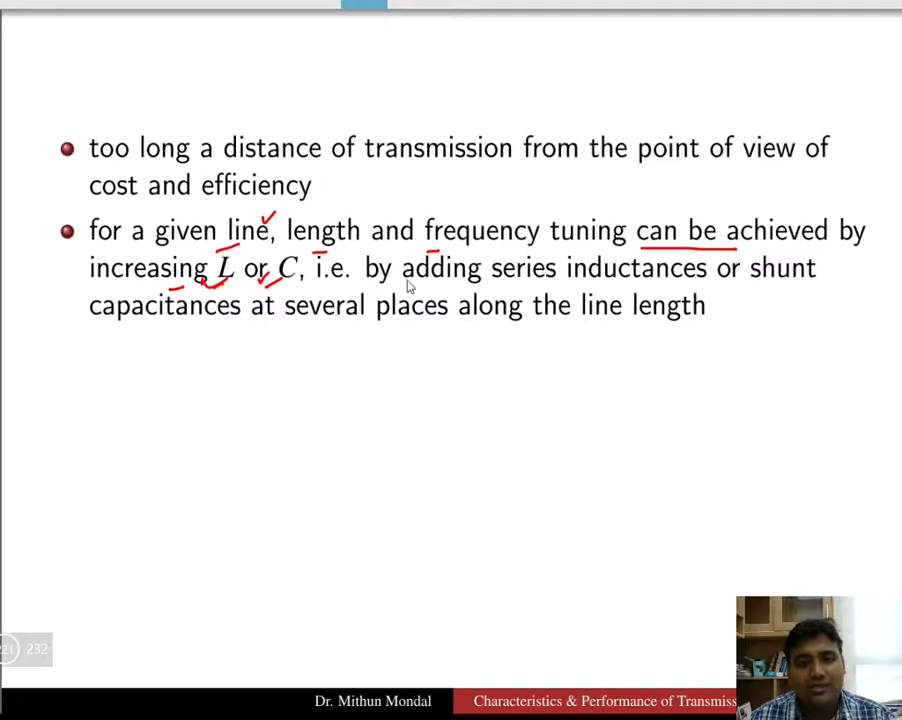 too long a distance of transmission from the point of view of
cost and efficiency
for a given line, length and frequency tuning can be achieved by
increasing L or C, i.e. by adding series inductances or shunt
capacitances at several places along the line length
221 232
Dr. Mithun Mondal
Characteristics & Performance of Transmiss